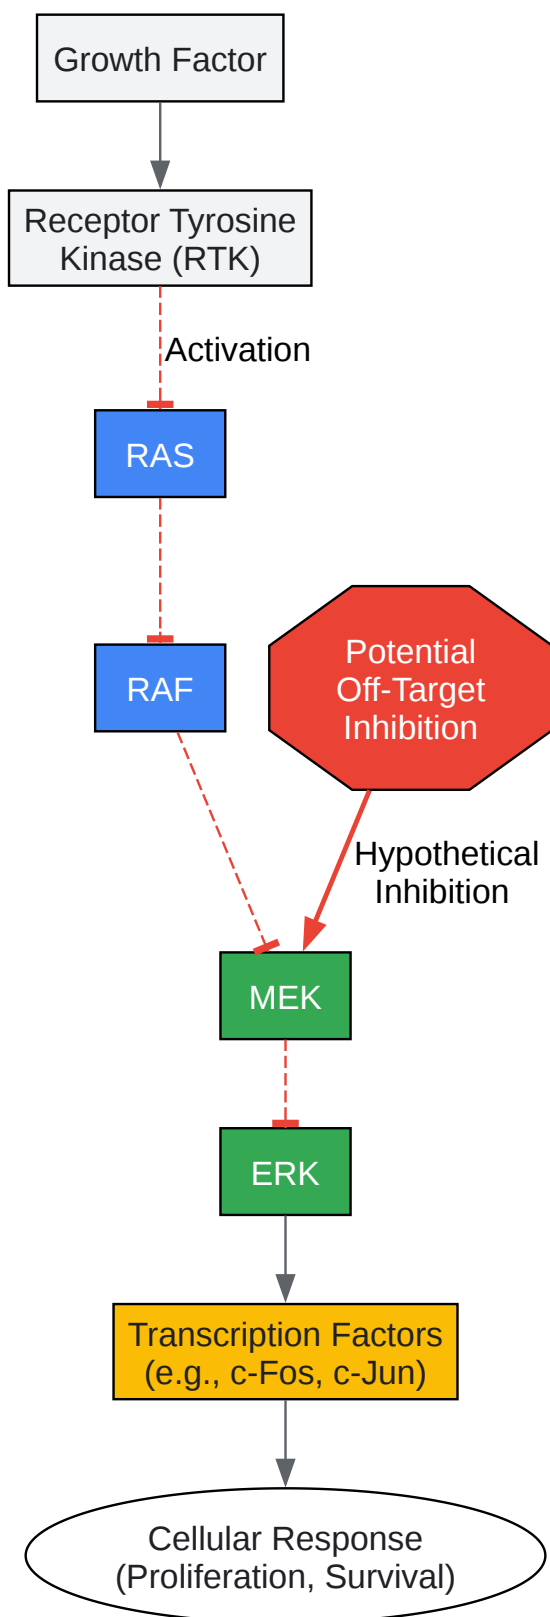 Growth Factor
Receptor Tyrosine
Kinase (RTK)
Activation
RAS
RAF
Potential
Off-Target
Inhibition
Hypothetical
Inhibition
MEK
ERK
Transcription Factors
(e.g., c-Fos, c-Jun)
Cellular Response
(Proliferation, Survival)